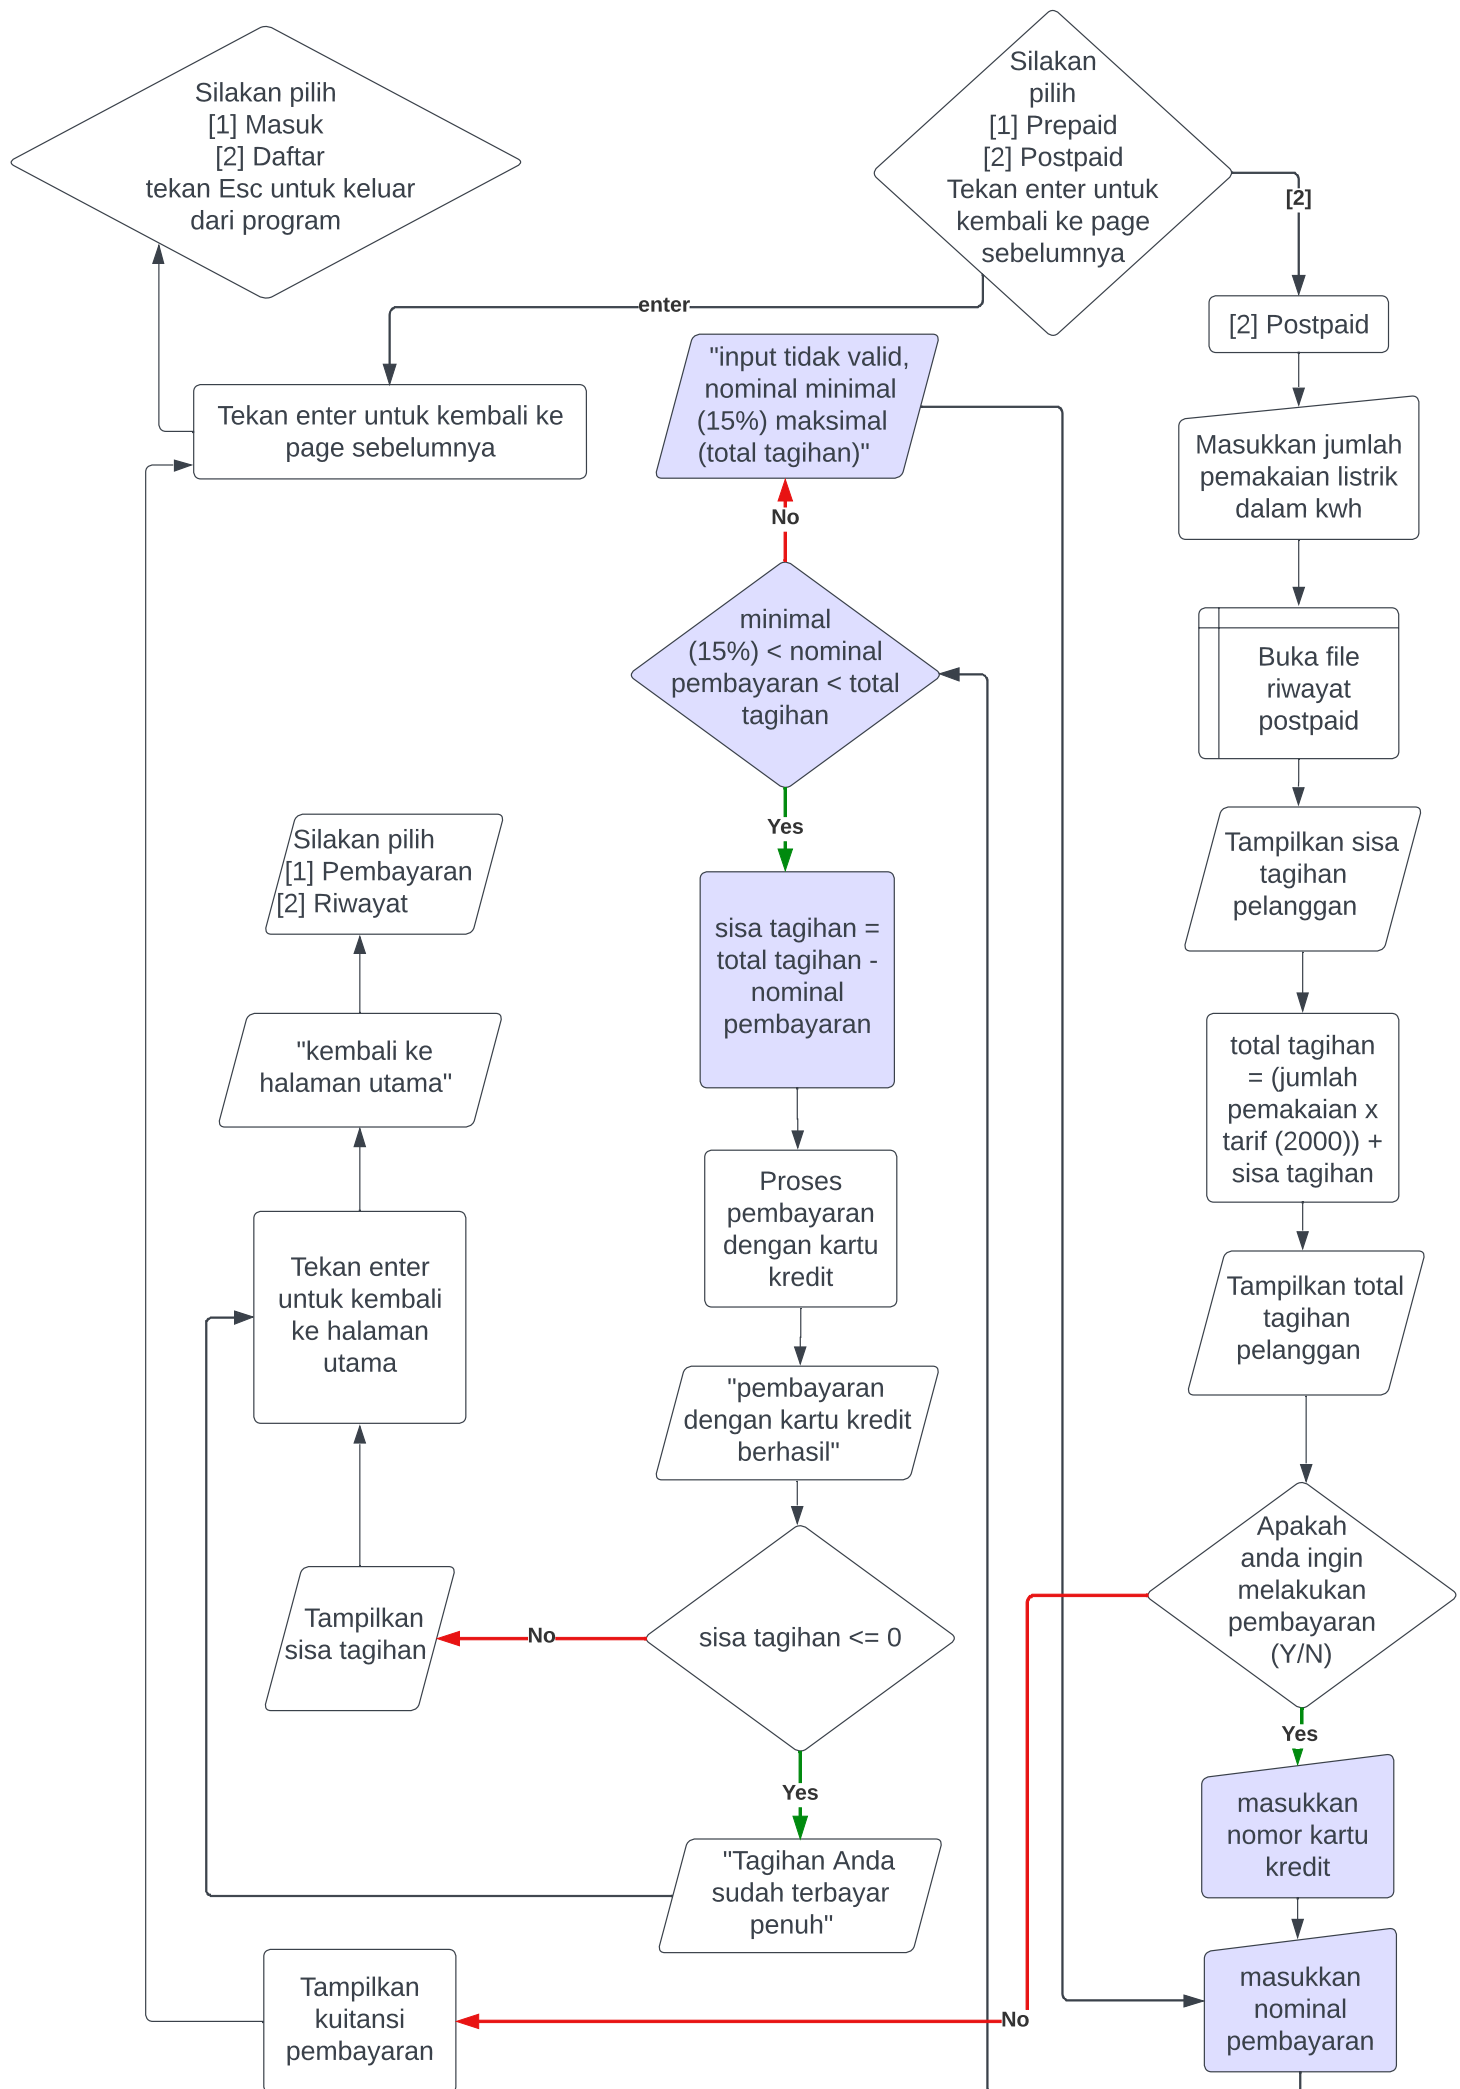 Silakan pilih
[1] Masuk
[2] Daftar
tekan Esc untuk keluar
dari program
Silakan
pilih
[1] Prepaid
[2] Postpaid
Tekan enter untuk
kembali ke page
sebelumnya
[2]
enter
[2] Postpaid
Tekan enter untuk kembali ke
page sebelumnya
"input tidak valid,
nominal minimal
(15%) maksimal
(total tagihan)"
Masukkan jumlah
pemakaian listrik
dalam kwh
No
minimal
(15%) < nominal
pembayaran < total
tagihan
Buka file
riwayat
postpaid
Yes
Silakan pilih
[1] Pembayaran
[2] Riwayat
Tampilkan sisa
tagihan
pelanggan
sisa tagihan =
total tagihan -
nominal
pembayaran
"kembali ke
halaman utama"
total tagihan
= (jumlah
pemakaian x
tarif (2000)) +
sisa tagihan
Proses
pembayaran
dengan kartu
kredit
Tekan enter
untuk kembali
ke halaman
utama
Tampilkan total
tagihan
pelanggan
"pembayaran
dengan kartu kredit
berhasil"
Apakah
anda ingin
melakukan
pembayaran
(Y/N)
Tampilkan
sisa tagihan
No
sisa tagihan <= 0
Yes
Yes
masukkan
nomor kartu
kredit
"Tagihan Anda
sudah terbayar
penuh"
Tampilkan
kuitansi
pembayaran
No
masukkan
nominal
pembayaran